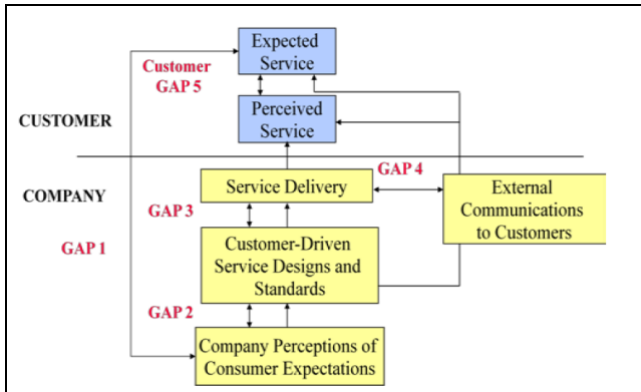 Expected
Service
Customer
GAP 5
Perceived
Service
CUSTOMER
GAP 4
Service Delivery
COMPANY
External
Communications
to Customers
GAP 3
Customer-Driven
Service Designs and
Standards
GAP 1
GAP 2
Company Perceptions of
Consumer Expectations